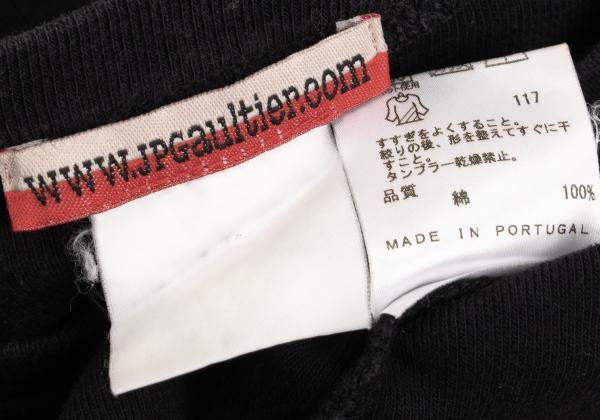 www.JPGaultier.com
使用
117
すすぎをよくすること。
絞りの後、形を整えてすぐに干
すこと。
タンブラー乾燥禁止。
品質 綿 100%
MADE IN PORTUGAL